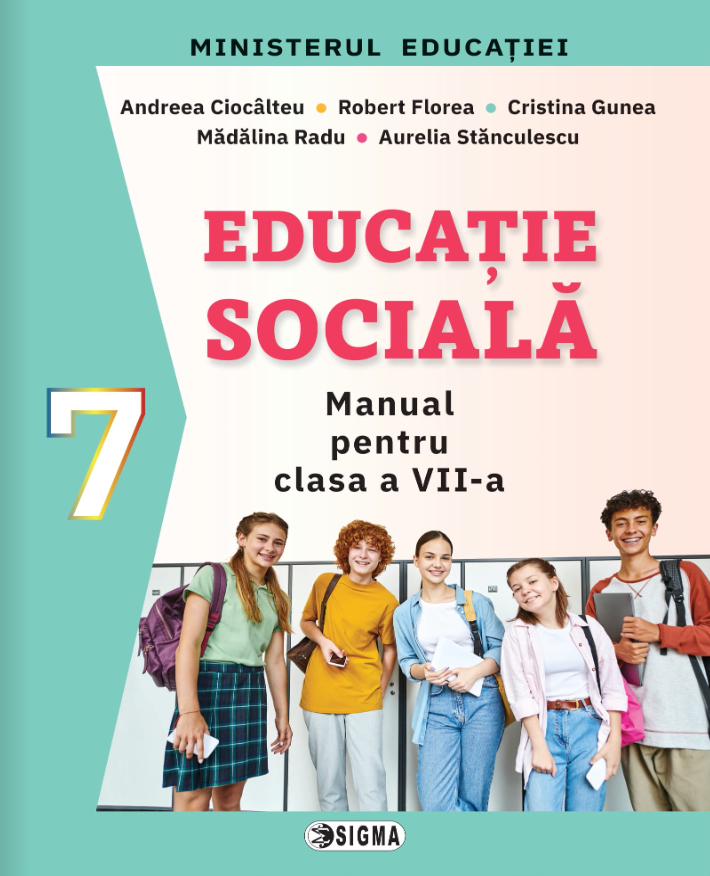 MINISTERUL EDUCAȚIEI
Andreea Ciocâlteu • Robert Florea • Cristina Gunea
Mădălina Radu • Aurelia Stănculescu
EDUCAȚIE
SOCIALĂ
7
Manual
pentru
clasa a VII-a
SIGMA